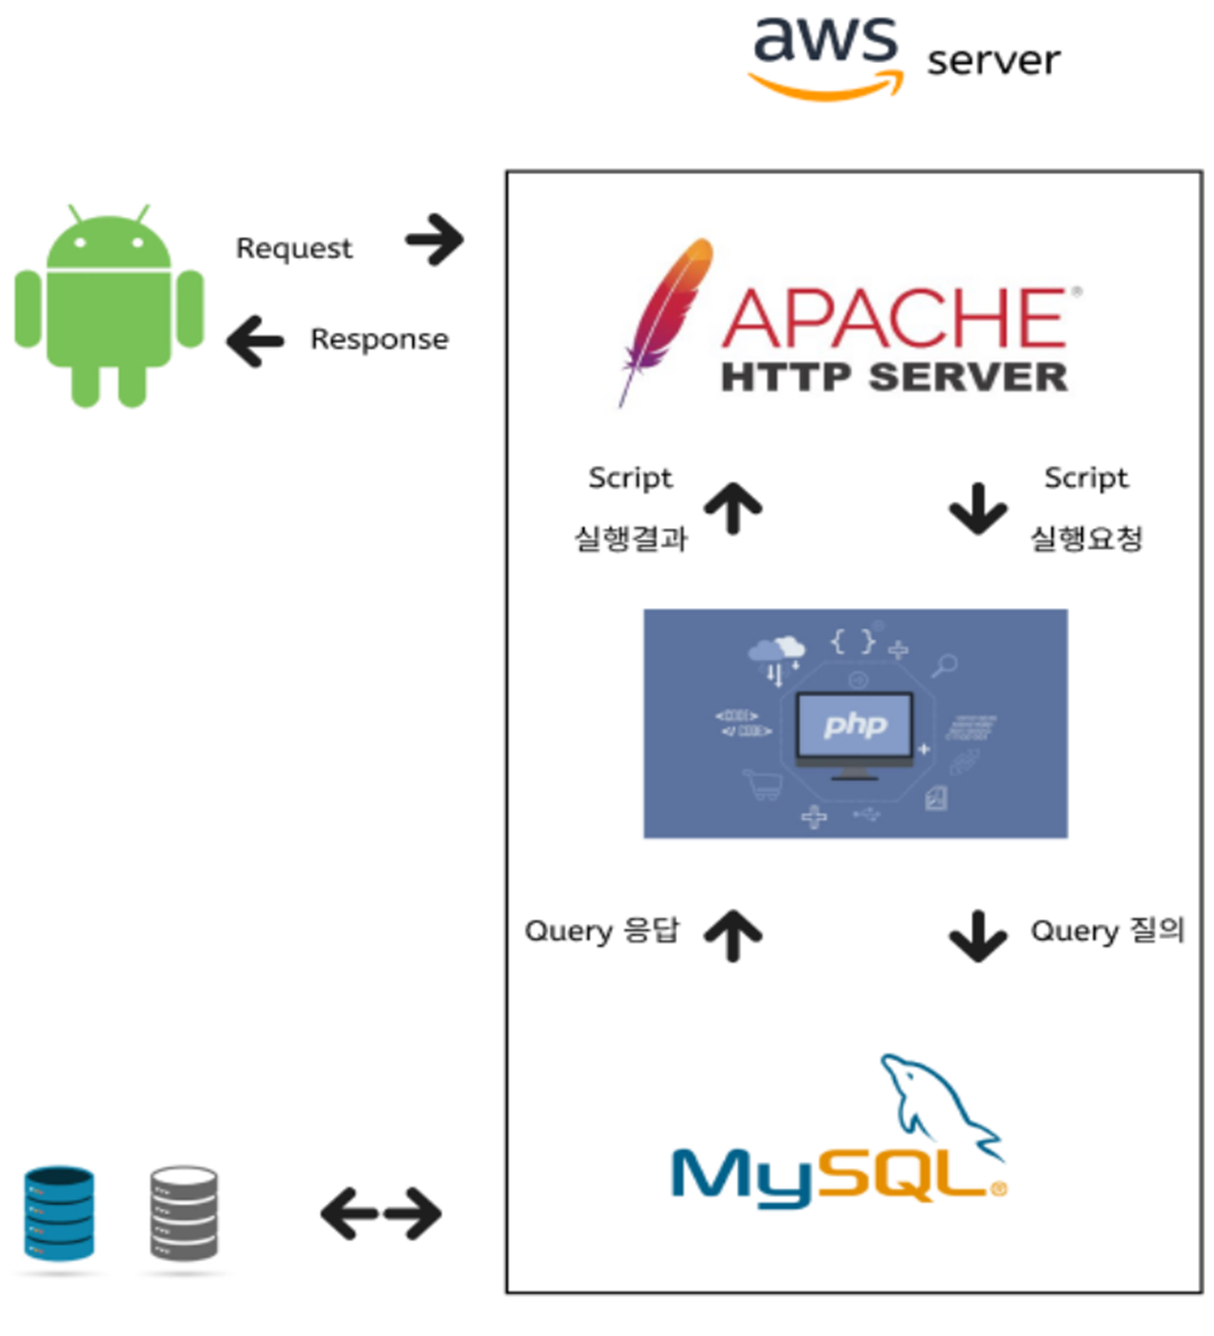 aws server
Request
Response
APACHE®
HTTP SERVER
Script
실행결과
Script
실행요청
{ }
<CODE>
</ CODE>
php
Query 응답
Query 질의
MySQL®